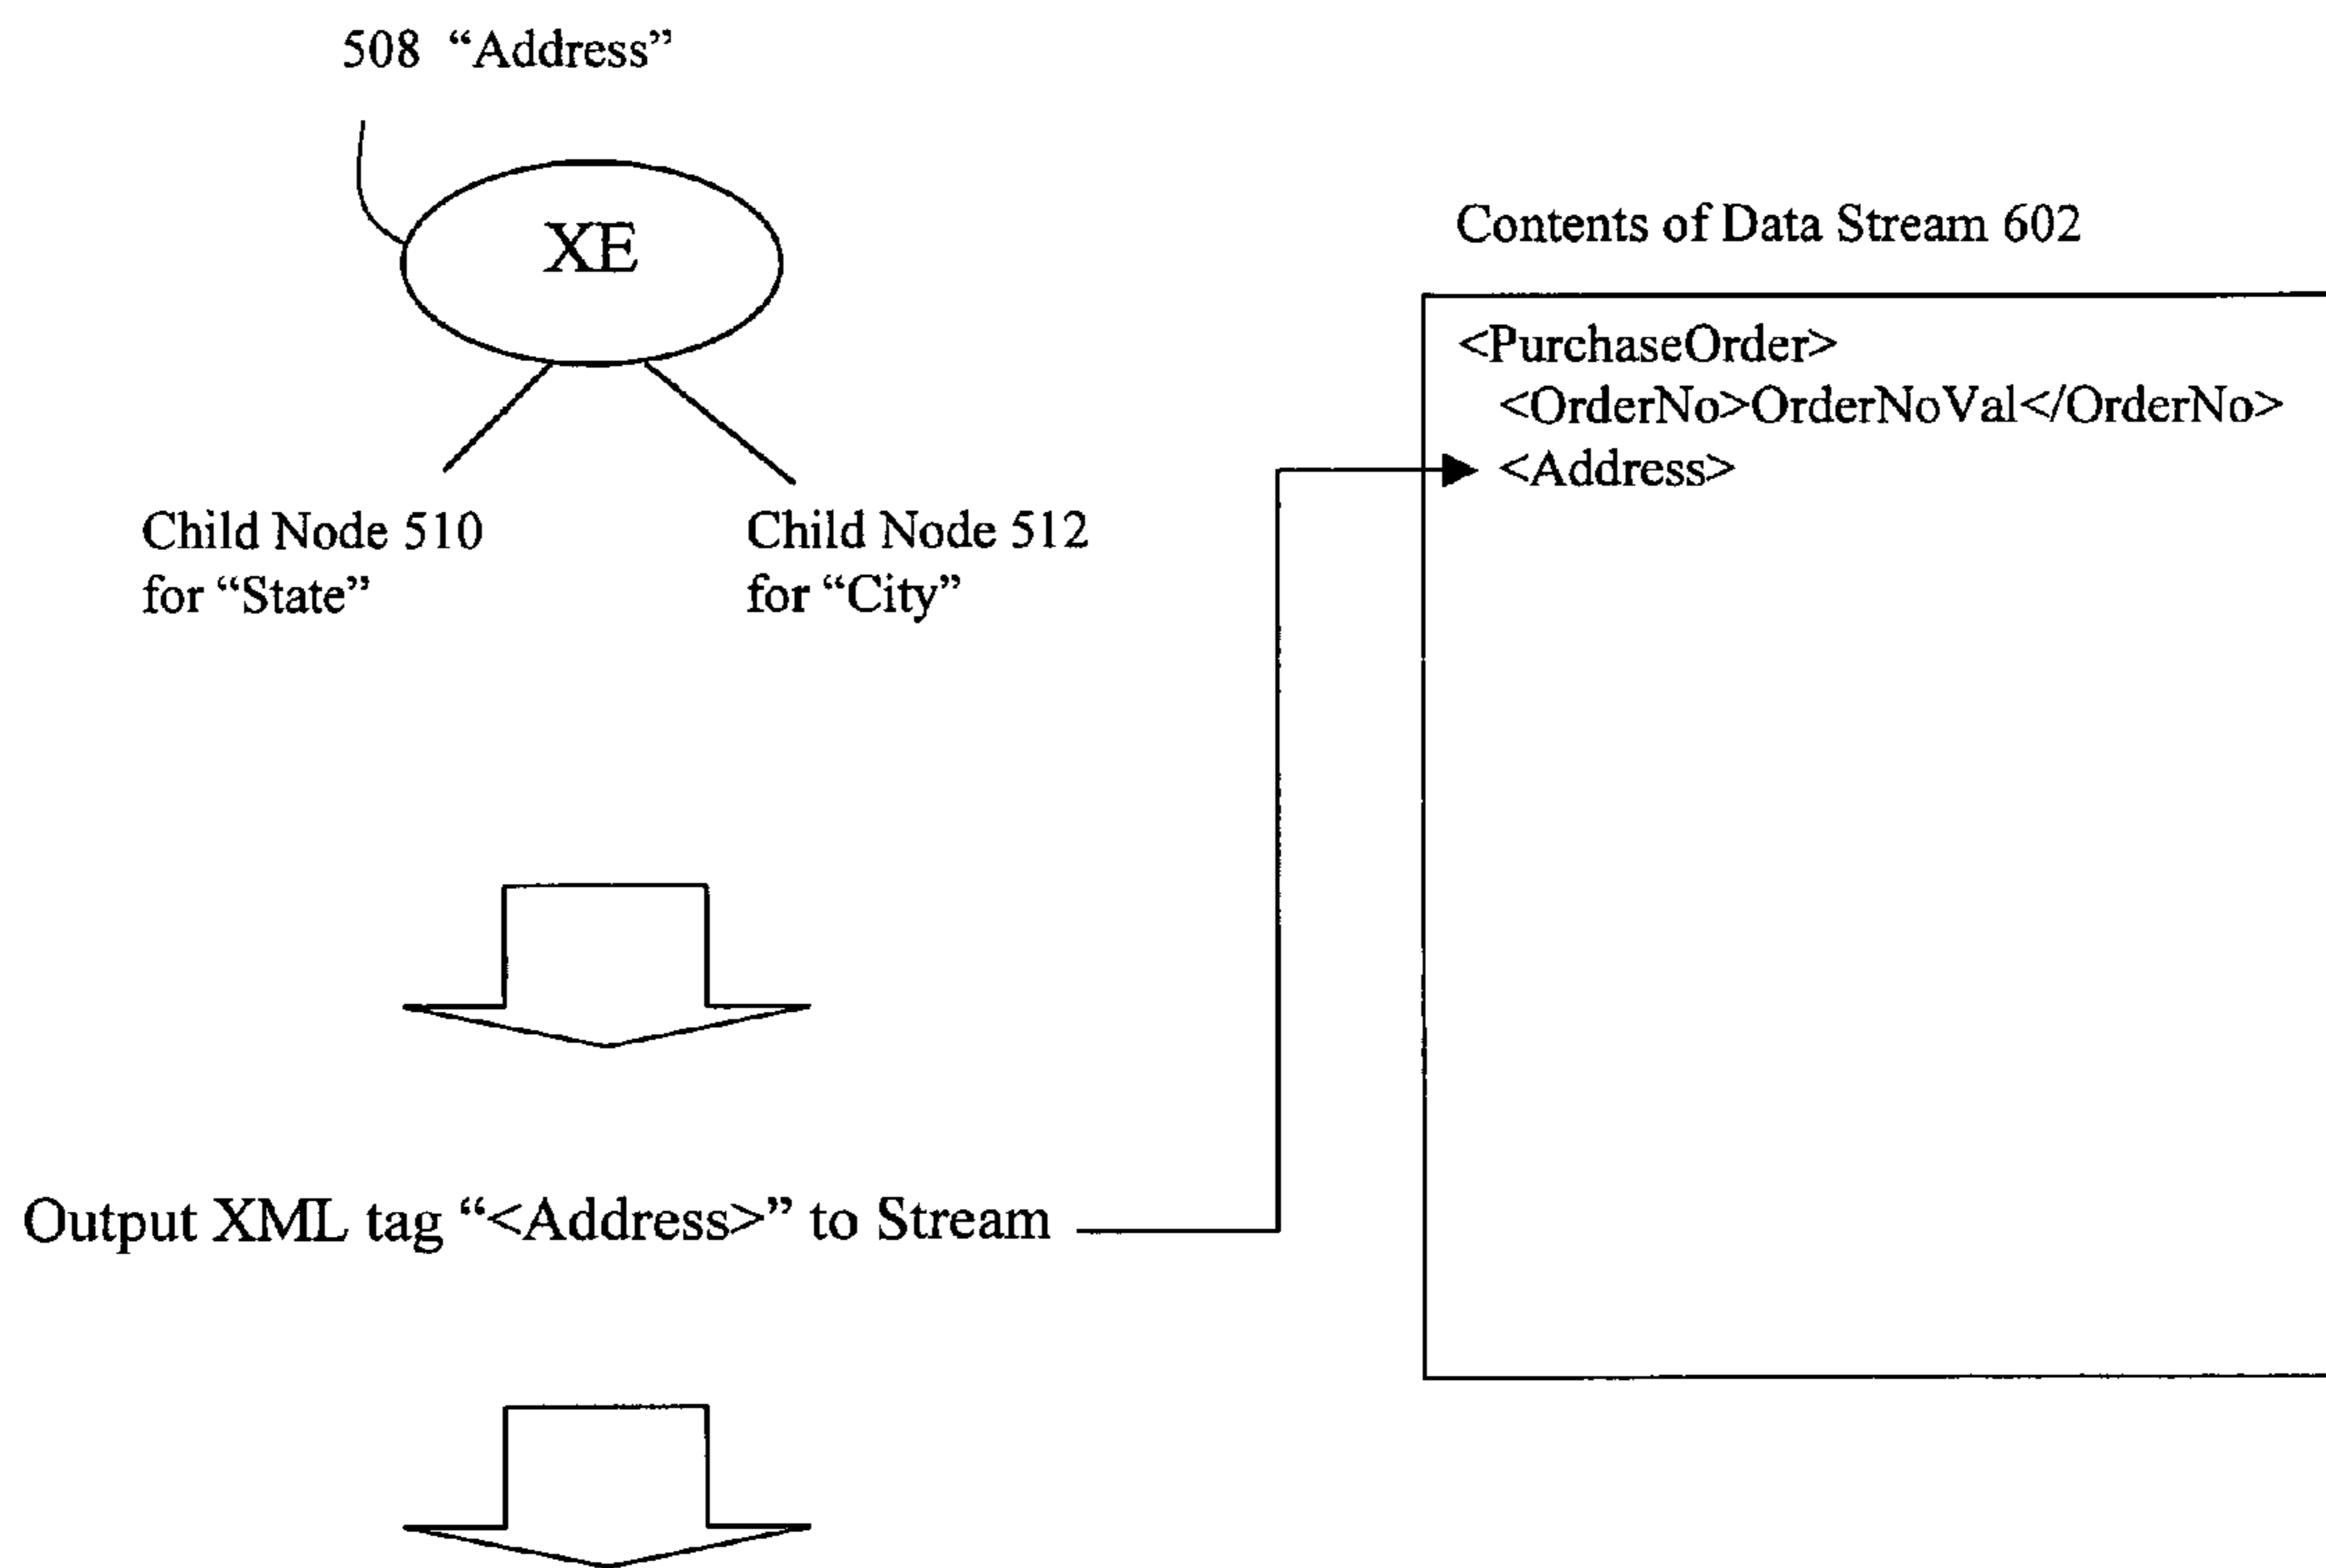 508 “Address”
XE
Child Node 510
for “State”
Child Node 512
for “City”
Output XML tag “<Address>” to Stream
Contents of Data Stream 602
<PurchaseOrder>
<OrderNo>OrderNoVal</OrderNo>
<Address>